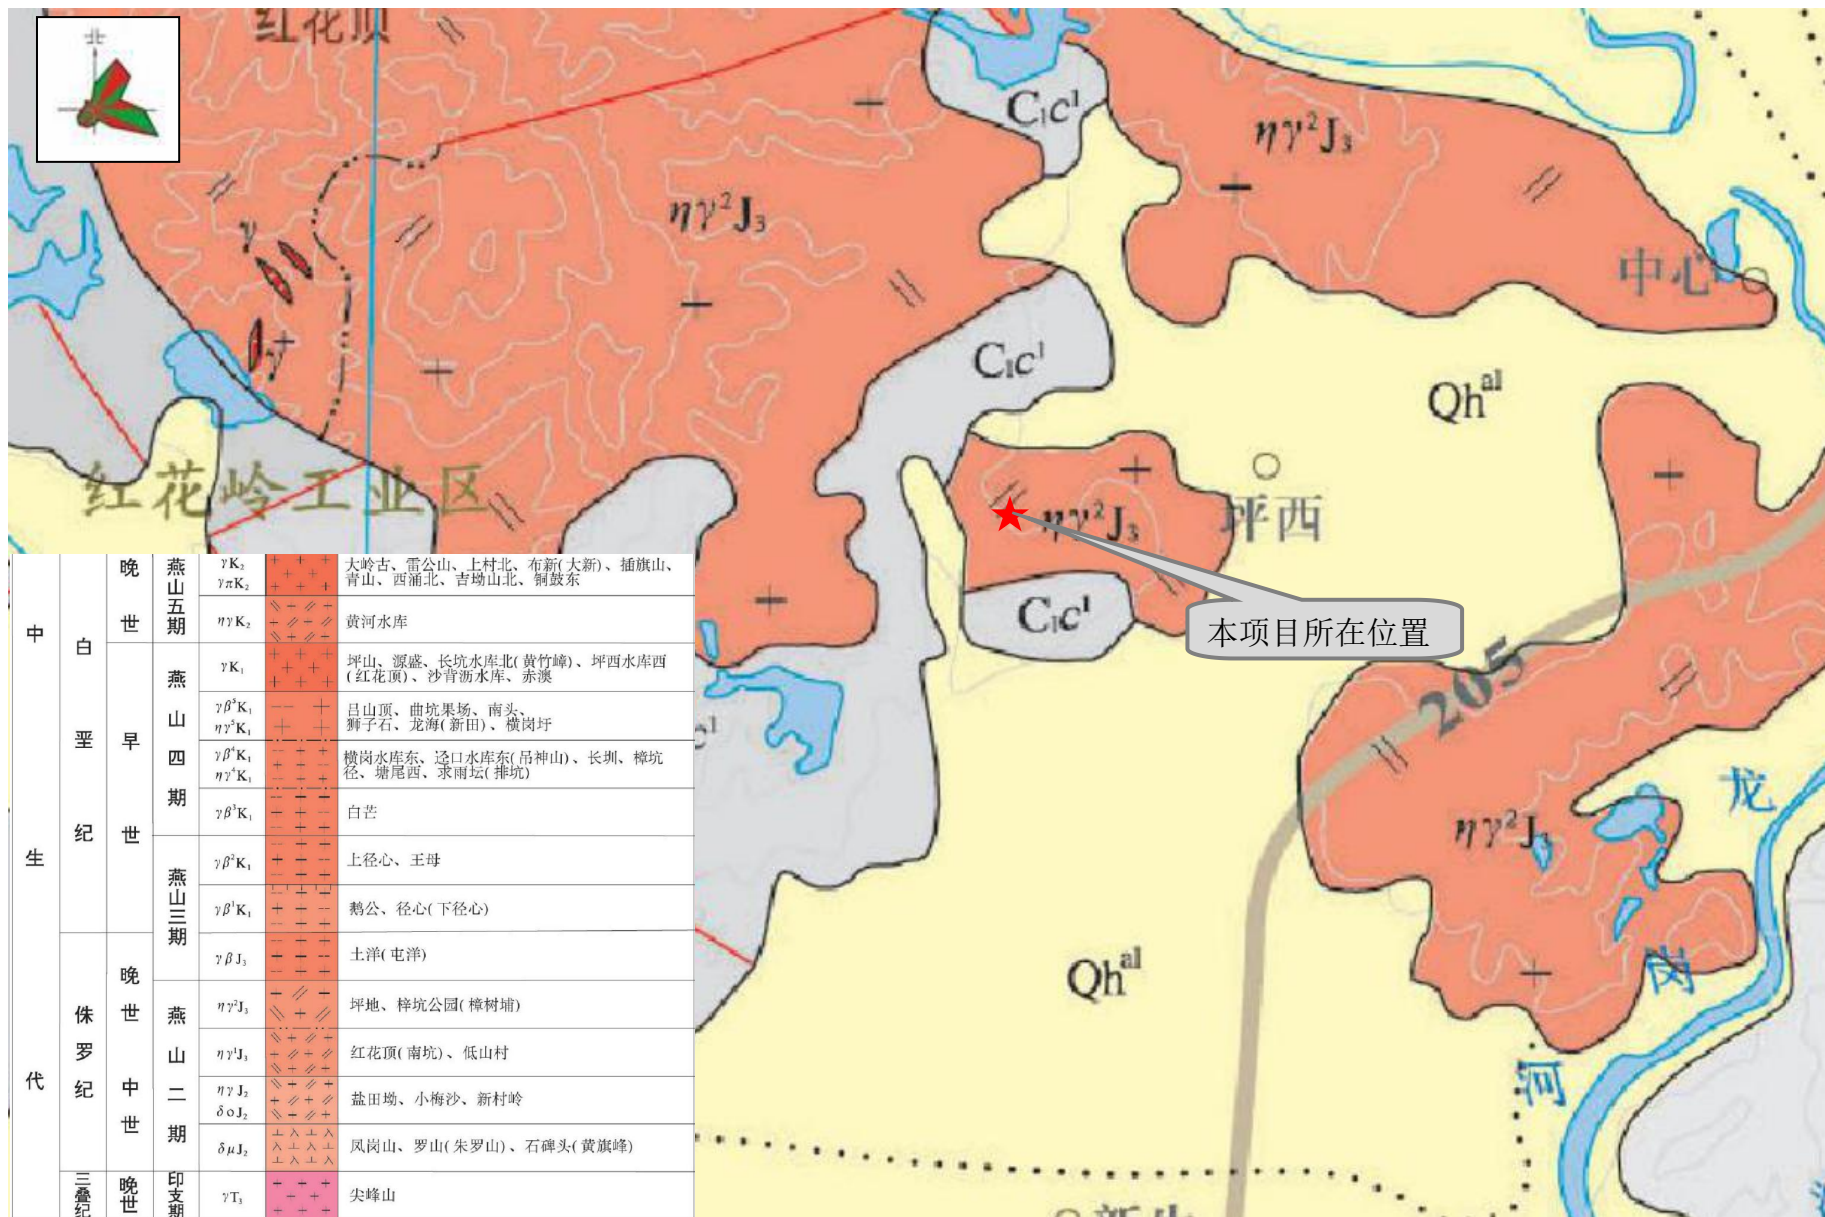 北
红花顶
C₁c¹
ηγ²J₃
ηγ²J₃
γ
中心
γ
C₁c¹
Qhᵃˡ
红花岭工业区
坪西
ηγ²J₃
C₁c¹
本项目所在位置
205
c¹
龙
ηγ²J₃
岗
Qhᵃˡ
河
中生代
白垩纪
晚世
燕山五期
γK₂
γπK₂
大岭古、雷公山、上村北、布新(大新)、插旗山、
青山、西涌北、吉坳山北、铜鼓东
ηγK₂
黄河水库
早世
燕山四期
γK₁
坪山、源盛、长坑水库北(黄竹嶂)、坪西水库西
(红花顶)、沙背沥水库、赤澳
γβ⁵K₁
ηγ⁵K₁
吕山顶、曲坑果场、南头、
狮子石、龙海(新田)、横岗圩
γβ⁴K₁
ηγ⁴K₁
横岗水库东、迳口水库东(吊神山)、长圳、樟坑
径、塘尾西、求雨坛(排坑)
γβ³K₁
白芒
燕山三期
γβ²K₁
上径心、王母
γβ¹K₁
鹅公、径心(下径心)
侏罗纪
晚世
γβJ₃
土洋(屯洋)
燕山二期
ηγ²J₃
坪地、梓坑公园(樟树埔)
ηγ¹J₃
红花顶(南坑)、低山村
中世
ηγJ₂
δοJ₂
盐田坳、小梅沙、新村岭
δμJ₂
凤岗山、罗山(朱罗山)、石碑头(黄旗峰)
三叠纪
晚世
印支期
γT₃
尖峰山